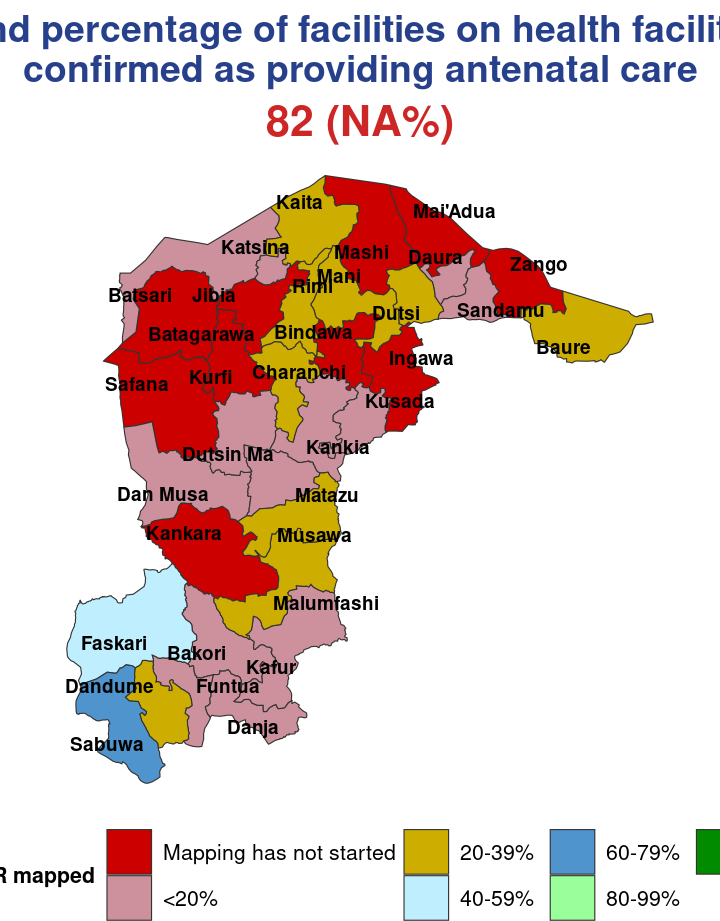 nd percentage of facilities on health facilit
confirmed as providing antenatal care
82 (NA%)
Kaita
Mai'Adua
Katsina
Mashi
Daura
Zango
Mani
Rimi
Batsari
Jibia
Sandamu
Dutsi
Batagarawa
Bindawa
Baure
Ingawa
Charanchi
Kurfi
Safana
Kusada
Kankia
Dutsin Ma
Dan Musa
Matazu
Kankara
Musawa
Malumfashi
Faskari
Bakori
Kafur
Dandume
Funtua
Danja
Sabuwa
R mapped
Mapping has not started
20-39%
60-79%
<20%
40-59%
80-99%